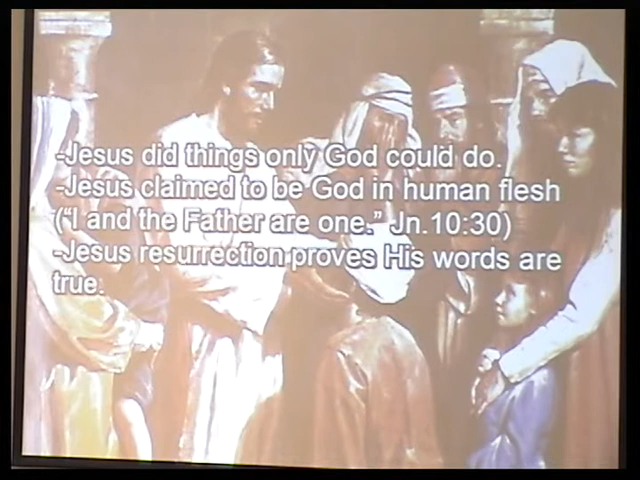 -Jesus did things only God could do.
-Jesus claimed to be God in human flesh
(“I and the Father are one.” Jn.10:30)
-Jesus resurrection proves His words are
true.